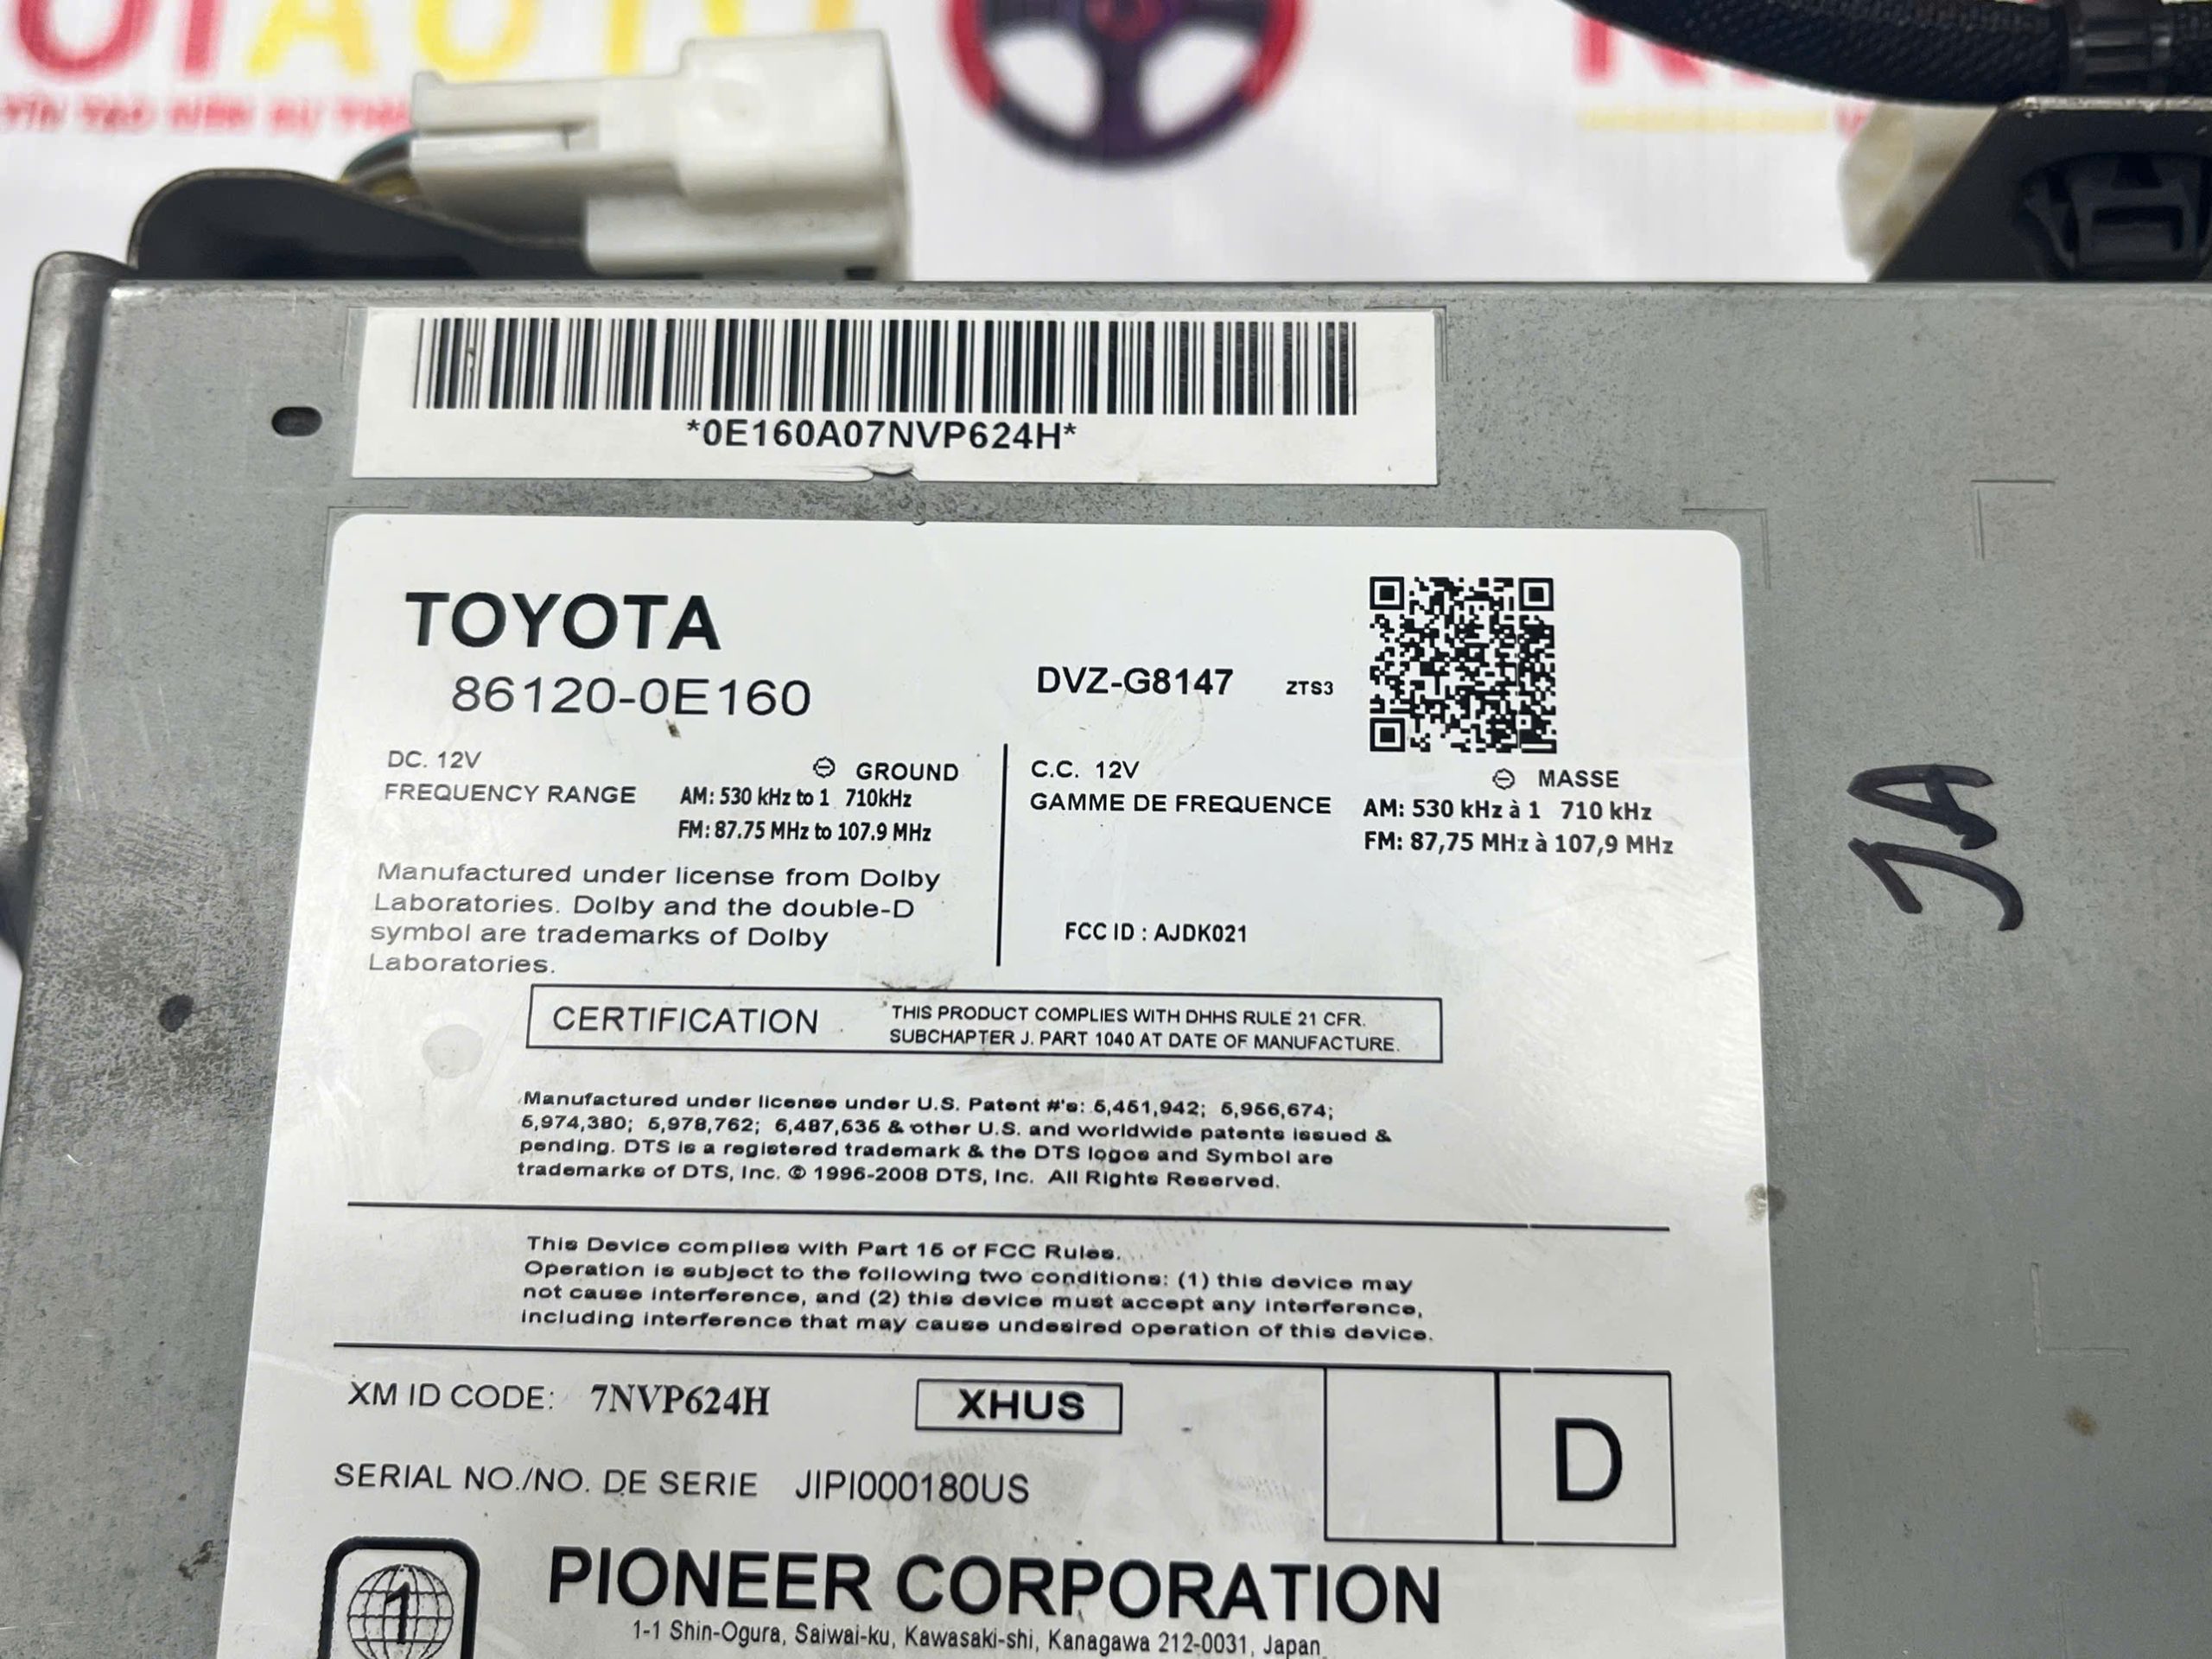 *0E160A07NVP624H*
TOYOTA
86120-0E160
DVZ-G8147 ZTS3
DC. 12V ⊖ GROUND
FREQUENCY RANGE AM: 530 kHz to 1 710kHz
FM: 87.75 MHz to 107.9 MHz
C.C. 12V ⊖ MASSE
GAMME DE FREQUENCE AM: 530 kHz à 1 710 kHz
FM: 87,75 MHz à 107,9 MHz
Manufactured under license from Dolby
Laboratories. Dolby and the double-D
symbol are trademarks of Dolby
Laboratories.
FCC ID : AJDK021
CERTIFICATION
THIS PRODUCT COMPLIES WITH DHHS RULE 21 CFR.
SUBCHAPTER J. PART 1040 AT DATE OF MANUFACTURE.
Manufactured under license under U.S. Patent #'s: 5,451,942; 5,956,674;
5,974,380; 5,978,762; 6,487,535 & other U.S. and worldwide patents issued &
pending. DTS is a registered trademark & the DTS logos and Symbol are
trademarks of DTS, Inc. © 1996-2008 DTS, Inc. All Rights Reserved.
This Device complies with Part 15 of FCC Rules.
Operation is subject to the following two conditions: (1) this device may
not cause interference, and (2) this device must accept any interference,
including interference that may cause undesired operation of this device.
XM ID CODE: 7NVP624H XHUS
D
SERIAL NO./NO. DE SERIE JIPI000180US
1
PIONEER CORPORATION
1-1 Shin-Ogura, Saiwai-ku, Kawasaki-shi, Kanagawa 212-0031, Japan